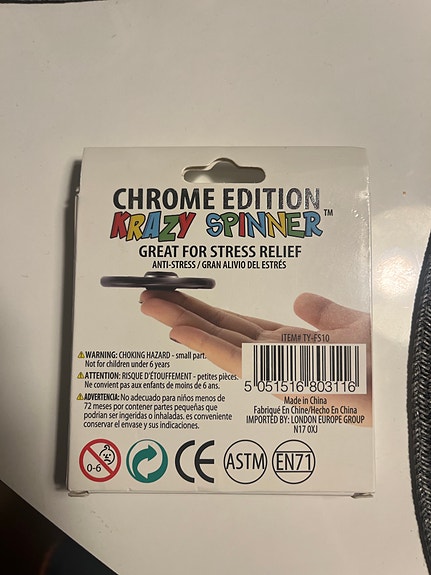 CHROME EDITION
KRAZY SPINNER™
GREAT FOR STRESS RELIEF
ANTI-STRESS / GRAN ALIVIO DEL ESTRÉS
ITEM# TY-FS10
5 051516 803116
WARNING: CHOKING HAZARD - small part.
Not for children under 6 years
ATTENTION: RISQUE D'ÉTOUFFEMENT - petites pièces.
Ne convient pas aux enfants de moins de 6 ans.
ADVERTENCIA: No adequado para niños menos de
72 meses por contener partes pequeñas que
podrían ser ingeridas o inhaladas. es conveniente
conservar el envase y sus indicaciones.
Made in China
Fabriqué En Chine/Hecho En China
IMPORTED BY: LONDON EUROPE GROUP
N17 0XJ
0-6
CE
ASTM
EN71